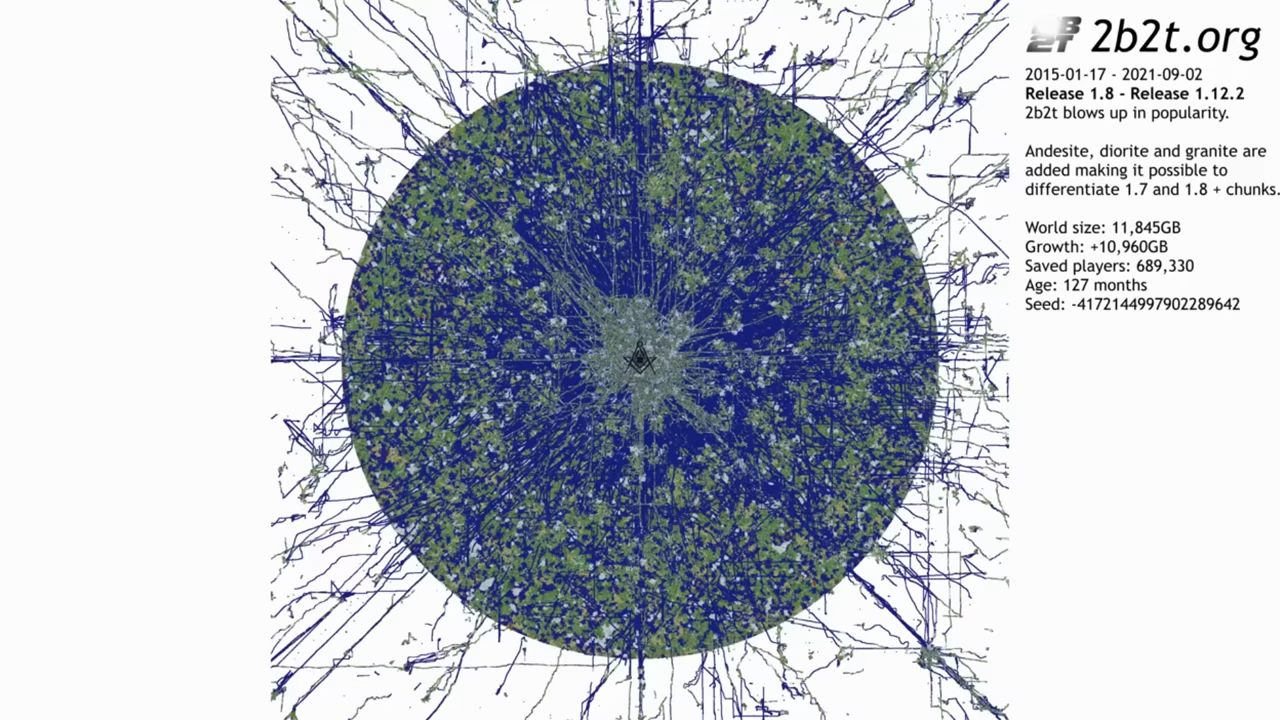 2B
2T 2b2t.org
2015-01-17 - 2021-09-02
Release 1.8 - Release 1.12.2
2b2t blows up in popularity.
Andesite, diorite and granite are
added making it possible to
differentiate 1.7 and 1.8 + chunks.
World size: 11,845GB
Growth: +10,960GB
Saved players: 689,330
Age: 127 months
Seed: -4172144997902289642